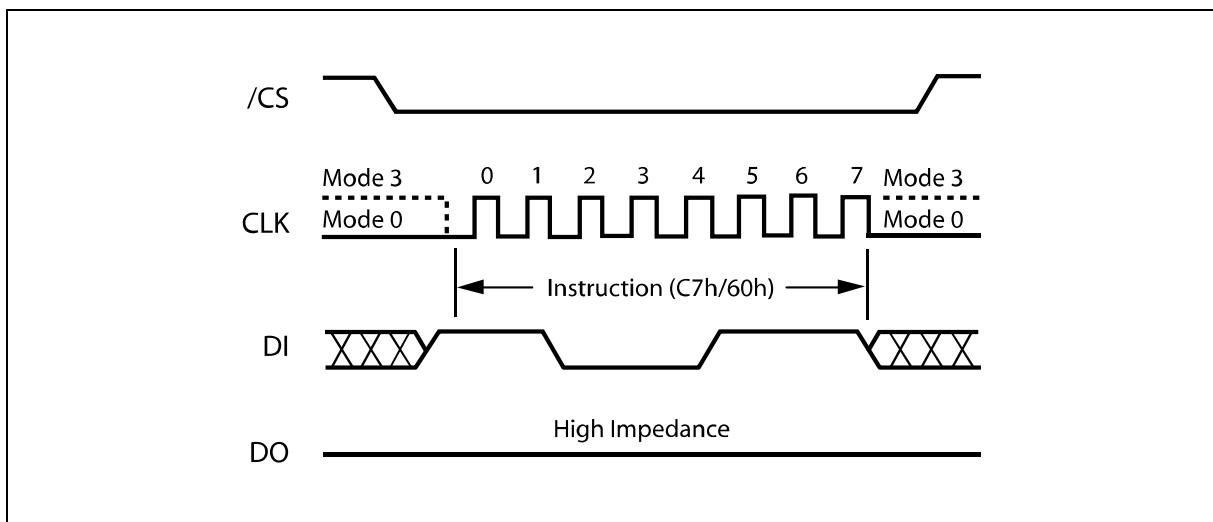 /CS
Mode 3 0 1 2 3 4 5 6 7 Mode 3
CLK Mode 0 Mode 0
Instruction (C7h/60h)
DI
High Impedance
DO